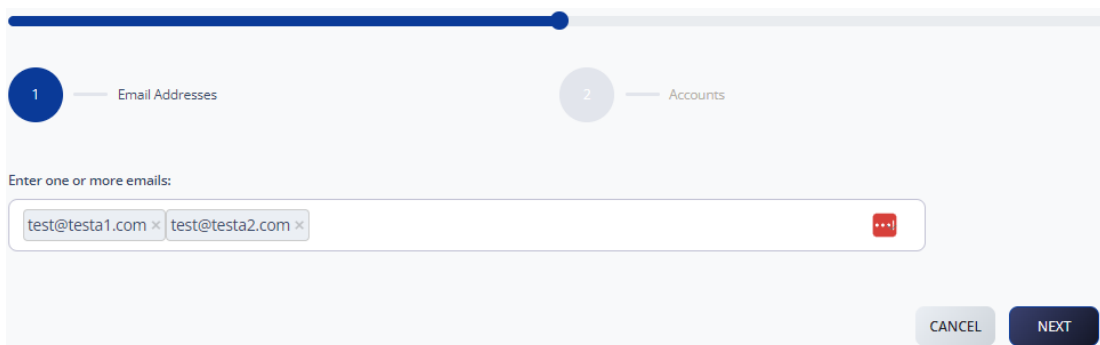 1 Email Addresses 2 Accounts
Enter one or more emails:
test@testa1.com × test@testa2.com ×
CANCEL NEXT